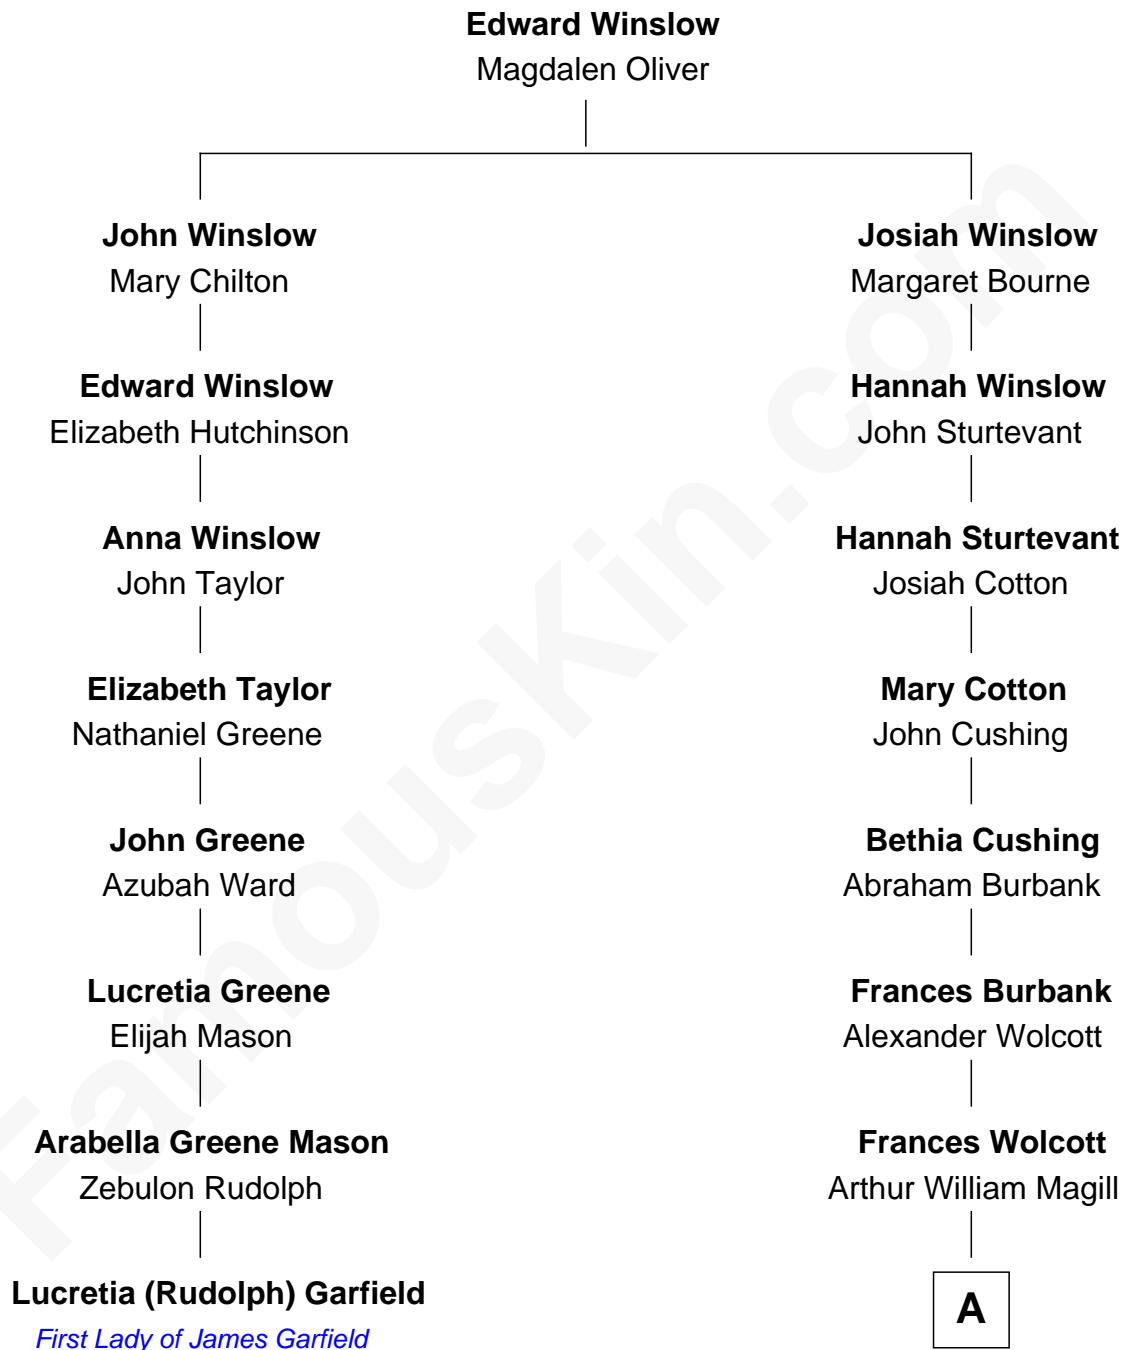 Edward Winslow
Magdalen Oliver
John Winslow
Mary Chilton
Edward Winslow
Elizabeth Hutchinson
Anna Winslow
John Taylor
Elizabeth Taylor
Nathaniel Greene
John Greene
Azubah Ward
Lucretia Greene
Elijah Mason
Arabella Greene Mason
Zebulon Rudolph
Lucretia (Rudolph) Garfield
First Lady of James Garfield
Josiah Winslow
Margaret Bourne
Hannah Winslow
John Sturtevant
Hannah Sturtevant
Josiah Cotton
Mary Cotton
John Cushing
Bethia Cushing
Abraham Burbank
Frances Burbank
Alexander Wolcott
Frances Wolcott
Arthur William Magill
A
FamousKin.com